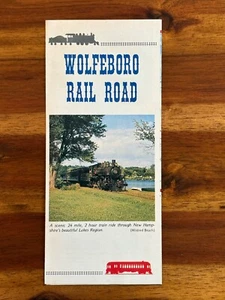 WOLFEBORO
RAIL ROAD
A scenic 24 mile, 2 hour train ride through New Hamp-
shire's beautiful Lakes Region